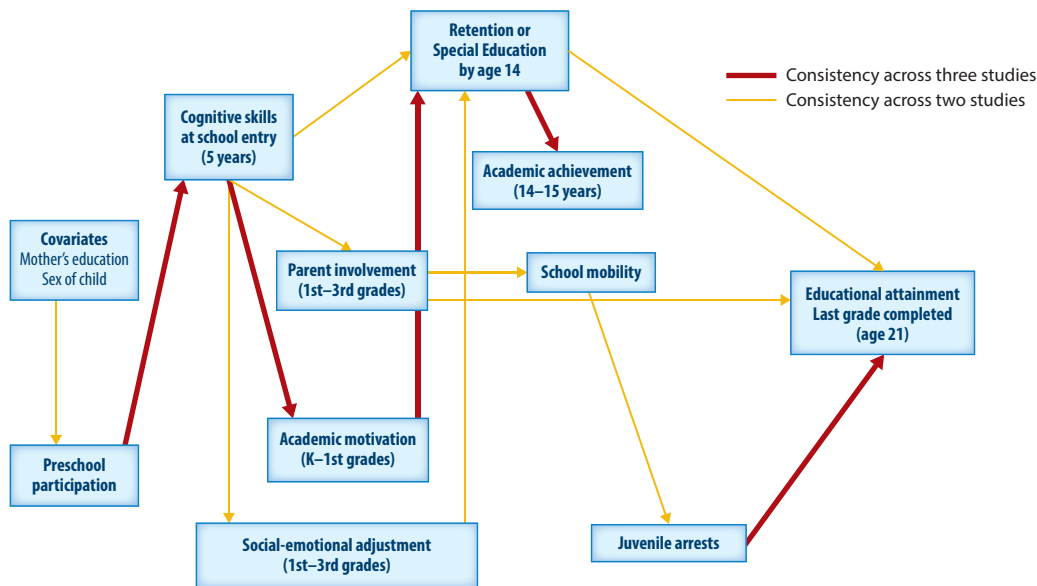 Retention or
Special Education
by age 14
Consistency across three studies
Consistency across two studies
Cognitive skills
at school entry
(5 years)
Academic achievement
(14–15 years)
Covariates
Mother’s education
Sex of child
Parent involvement
(1st–3rd grades)
School mobility
Educational attainment
Last grade completed
(age 21)
Academic motivation
(K–1st grades)
Preschool
participation
Social-emotional adjustment
(1st–3rd grades)
Juvenile arrests